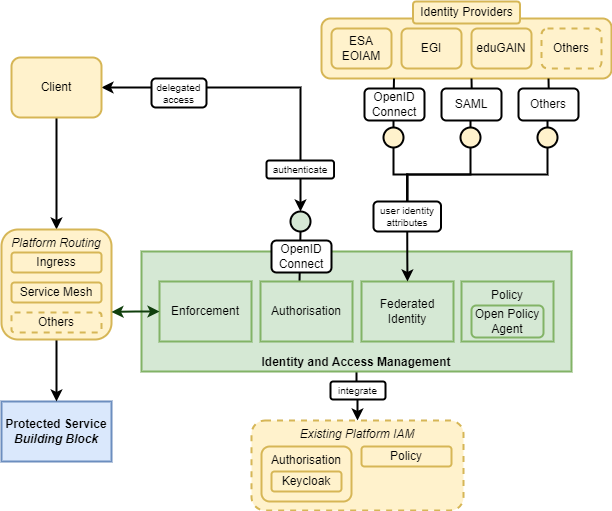 Identity Providers
ESA
EOIAM
EGI
eduGAIN
Others
Client
delegated
access
OpenID
Connect
SAML
Others
authenticate
user identity
attributes
Platform Routing
Ingress
Service Mesh
Others
OpenID
Connect
Enforcement
Authorisation
Federated
Identity
Policy
Open Policy
Agent
Identity and Access Management
integrate
Protected Service
Building Block
Existing Platform IAM
Authorisation
Keycloak
Policy